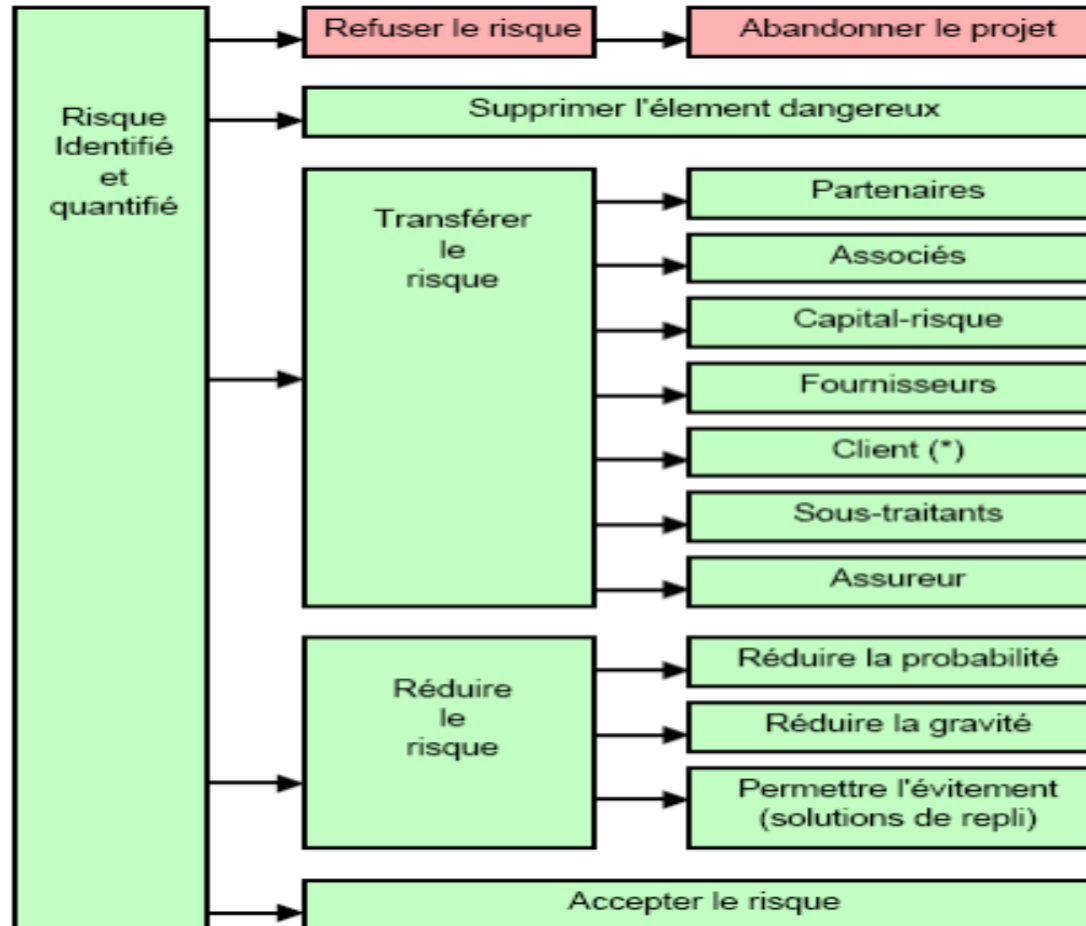 Risque
Identifié
et
quantifié
Refuser le risque
Abandonner le projet
Supprimer l'élement dangereux
Transférer
le
risque
Partenaires
Associés
Capital-risque
Fournisseurs
Client (*)
Sous-traitants
Assureur
Réduire
le
risque
Réduire la probabilité
Réduire la gravité
Permettre l'évitement
(solutions de repli)
Accepter le risque